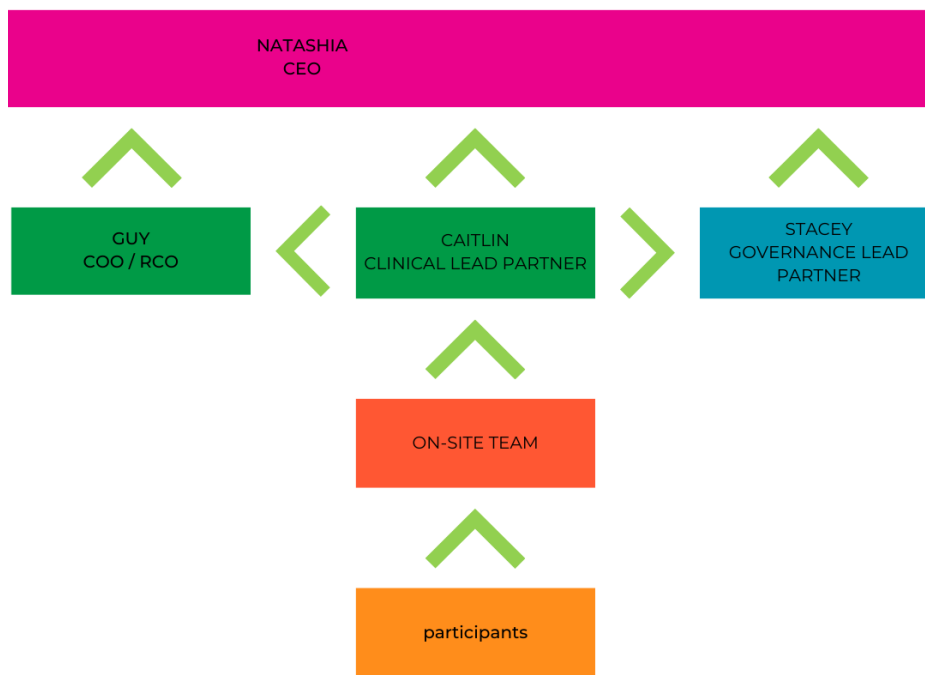 NATASHIA
CEO
GUY
COO / RCO
CAITLIN
CLINICAL LEAD PARTNER
STACEY
GOVERNANCE LEAD
PARTNER
ON-SITE TEAM
participants